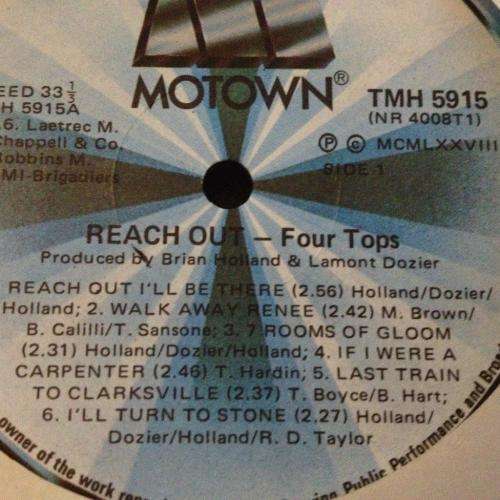 MOTOWN®
EED 33 1/3
H 5915A
.6. Laetrec M.
Chappell & Co.
Robbins M.
MI-Brigadiers
TMH 5915
(NR 4008T1)
Ⓟ © MCMLXXVIII
SIDE 1
REACH OUT – Four Tops
Produced by Brian Holland & Lamont Dozier
REACH OUT I'LL BE THERE (2.56) Holland/Dozier/
Holland; 2. WALK AWAY RENEE (2.42) M. Brown/
B. Calilli/T. Sansone; 3. 7 ROOMS OF GLOOM
(2.31) Holland/Dozier/Holland; 4. IF I WERE A
CARPENTER (2.46) T. Hardin; 5. LAST TRAIN
TO CLARKSVILLE (2.37) T. Boyce/B. Hart;
6. I'LL TURN TO STONE (2.27) Holland/
Dozier/Holland/R. D. Taylor
owner of the work repro
Public Performance and Bro